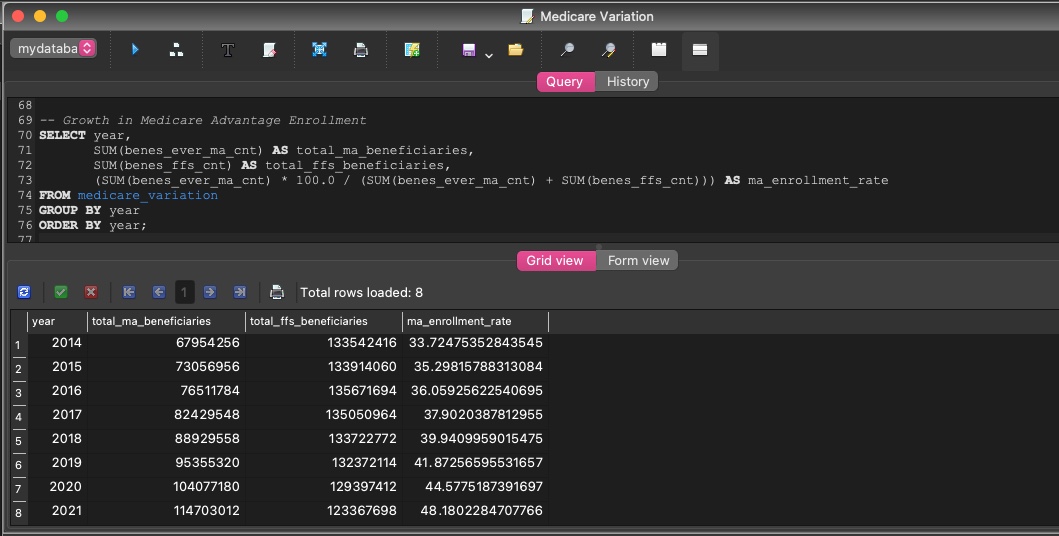 Medicare Variation
mydataba
Query History
68
69 -- Growth in Medicare Advantage Enrollment
70 SELECT year,
71 SUM(benes_ever_ma_cnt) AS total_ma_beneficiaries,
72 SUM(benes_ffs_cnt) AS total_ffs_beneficiaries,
73 (SUM(benes_ever_ma_cnt) * 100.0 / (SUM(benes_ever_ma_cnt) + SUM(benes_ffs_cnt))) AS ma_enrollment_rate
74 FROM medicare_variation
75 GROUP BY year
76 ORDER BY year;
77
Grid view Form view
1 Total rows loaded: 8
year total_ma_beneficiaries total_ffs_beneficiaries ma_enrollment_rate
1 2014 67954256 133542416 33.72475352843545
2 2015 73056956 133914060 35.29815788313084
3 2016 76511784 135671694 36.05925622540695
4 2017 82429548 135050964 37.9020387812955
5 2018 88929558 133722772 39.9409959015475
6 2019 95355320 132372114 41.87256595531657
7 2020 104077180 129397412 44.5775187391697
8 2021 114703012 123367698 48.1802284707766